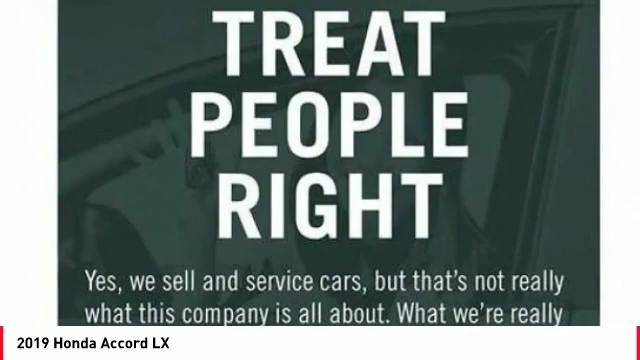 TREAT
PEOPLE
RIGHT
Yes, we sell and service cars, but that's not really
what this company is all about. What we're really
2019 Honda Accord LX